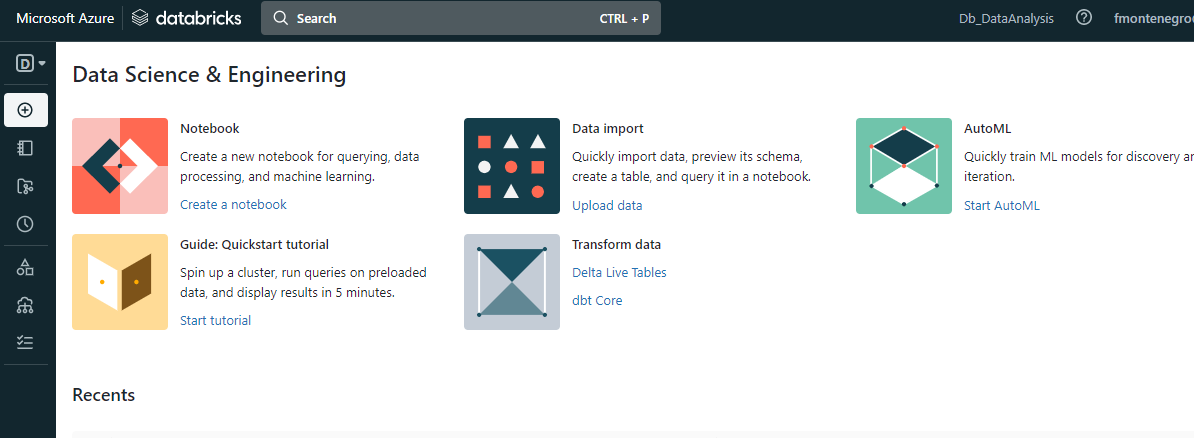 Microsoft Azure databricks Search CTRL + P Db_DataAnalysis
D
Data Science & Engineering
Notebook
Create a new notebook for querying, data
processing, and machine learning.
Create a notebook
Data import
Quickly import data, preview its schema,
create a table, and query it in a notebook.
Upload data
AutoML
Quickly train ML models for discovery
iteration.
Start AutoML
Guide: Quickstart tutorial
Spin up a cluster, run queries on preloaded
data, and display results in 5 minutes.
Start tutorial
Transform data
Delta Live Tables
dbt Core
Recents